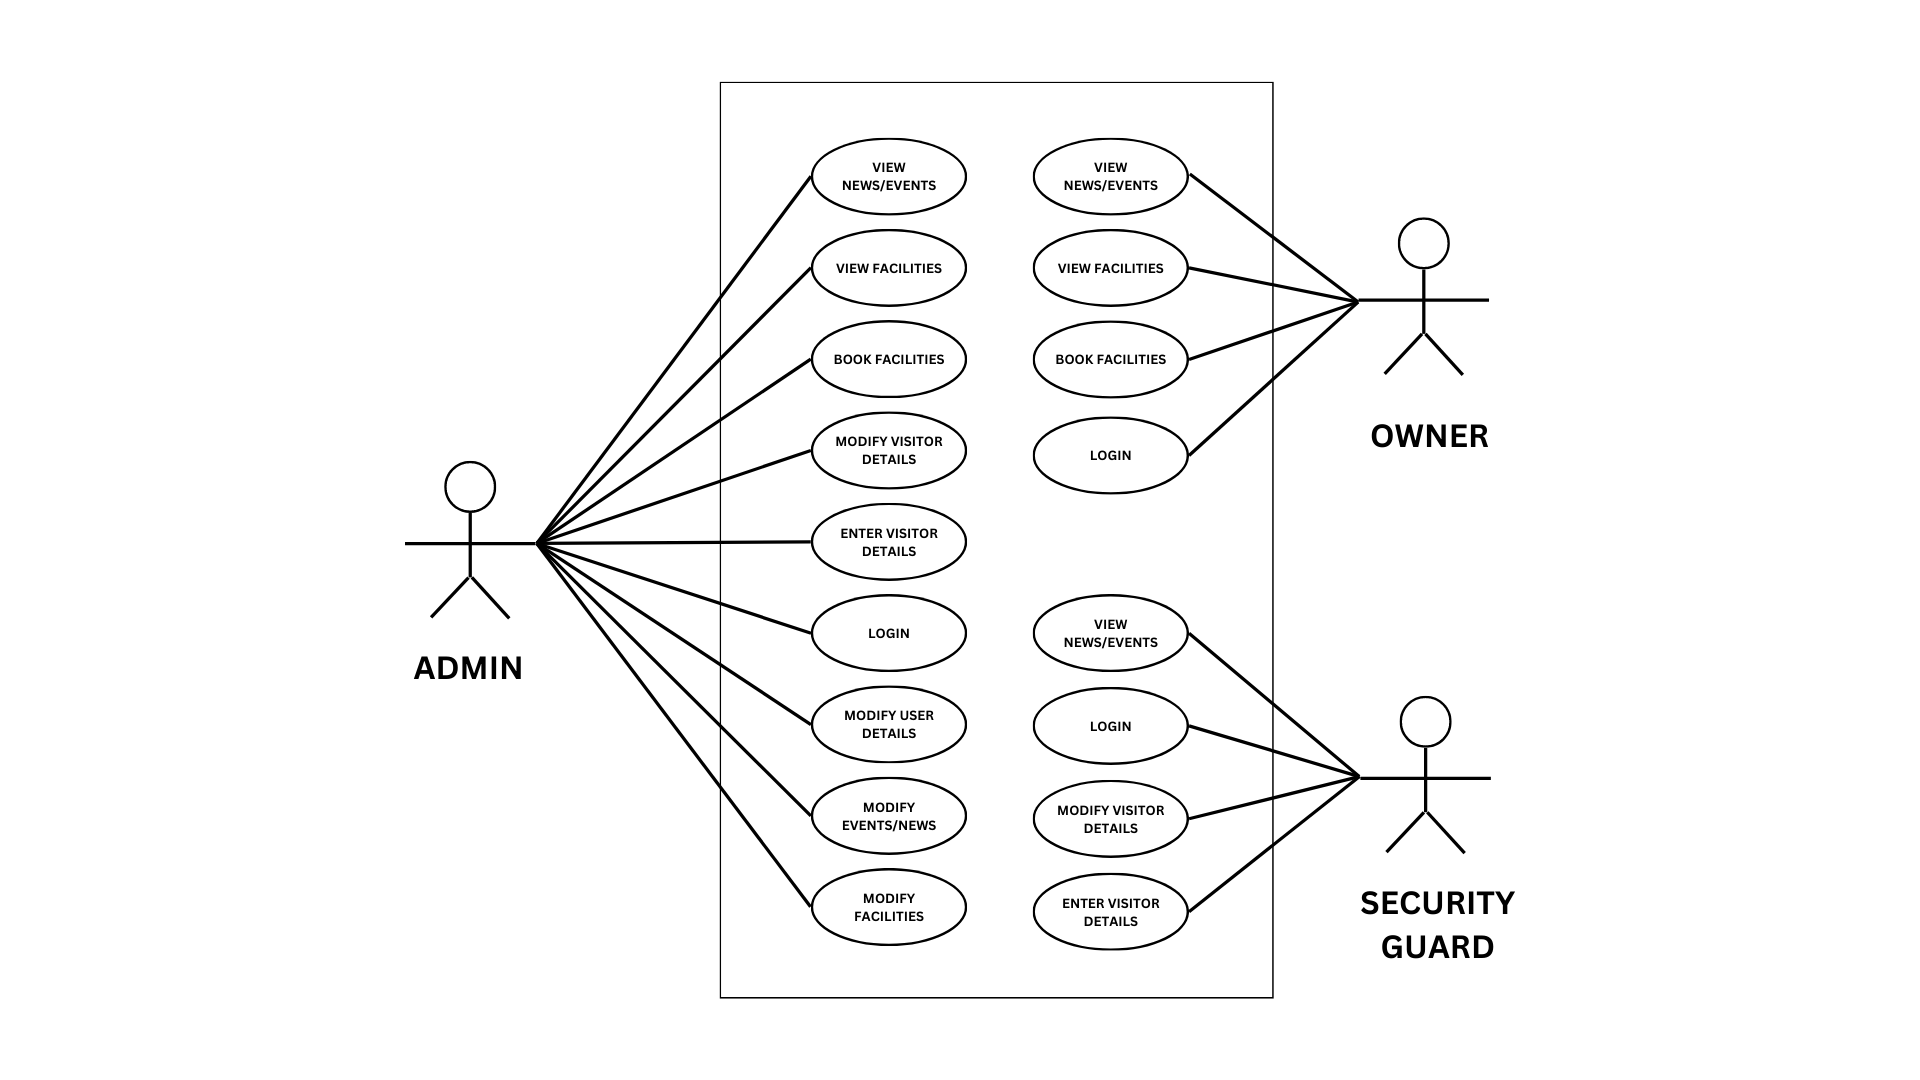 VIEW
NEWS/EVENTS
VIEW FACILITIES
BOOK FACILITIES
MODIFY VISITOR
DETAILS
ENTER VISITOR
DETAILS
LOGIN
MODIFY USER
DETAILS
MODIFY
EVENTS/NEWS
MODIFY
FACILITIES
ADMIN
VIEW
NEWS/EVENTS
VIEW FACILITIES
BOOK FACILITIES
LOGIN
OWNER
VIEW
NEWS/EVENTS
LOGIN
MODIFY VISITOR
DETAILS
ENTER VISITOR
DETAILS
SECURITY
GUARD